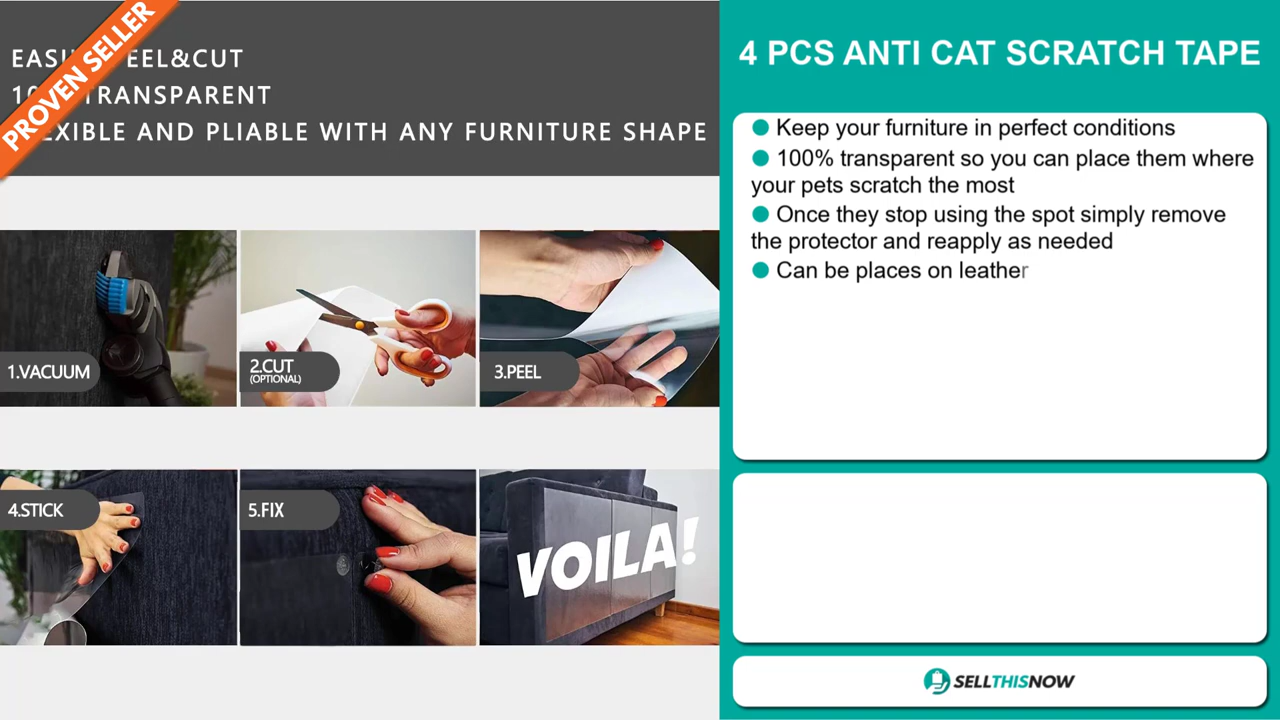 PROVEN SELLER
EEL&CUT
TRANSPARENT
AND PLIABLE WITH ANY FURNITURE SHAPE
1.VACUUM
2.CUT
(OPTIONAL)
3.PEEL
4.STICK
5.FIX
VOILA!
4 PCS ANTI CAT SCRATCH TAPE
● Keep your furniture in perfect conditions
● 100% transparent so you can place them where
your pets scratch the most
● Once they stop using the spot simply remove
the protector and reapply as needed
● Can be places on leather
SELLTHISNOW